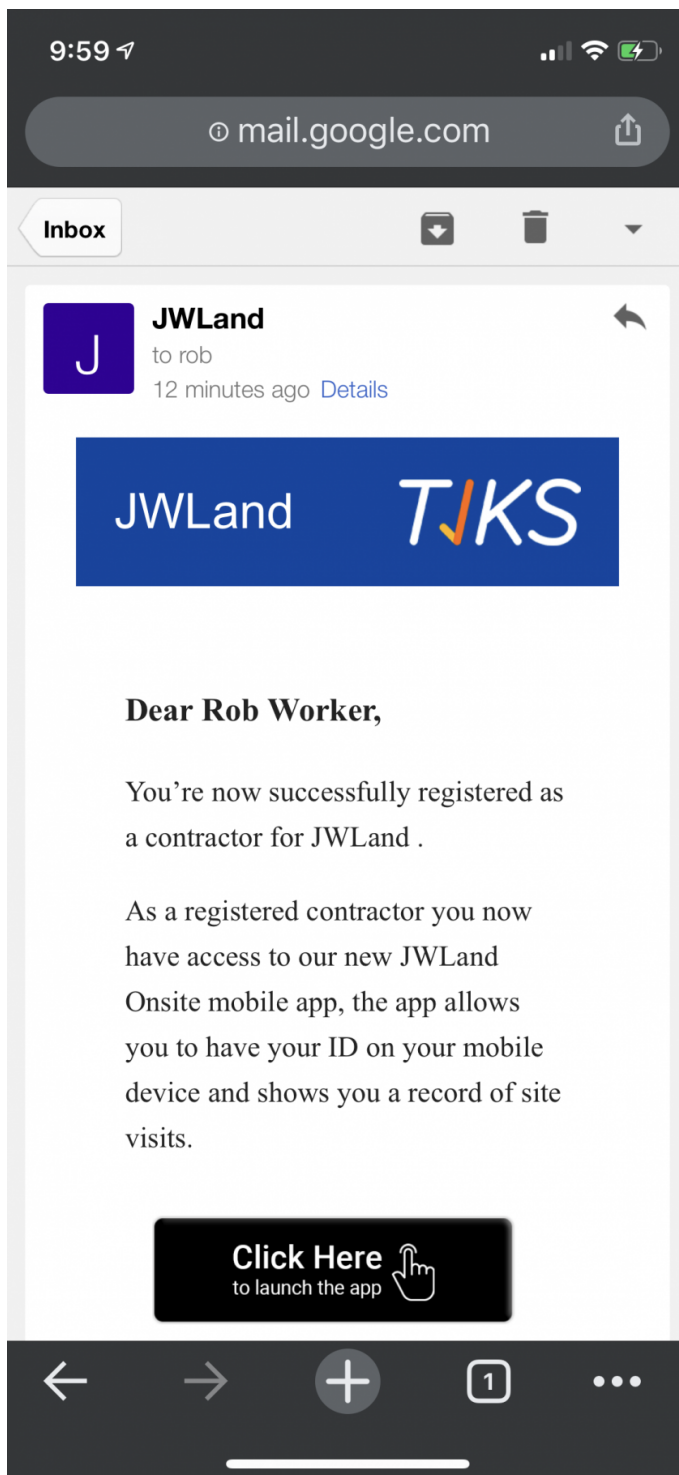 9:59
mail.google.com
Inbox
J
JWLand
to rob
12 minutes ago Details
JWLand TIKS
Dear Rob Worker,
You’re now successfully registered as
a contractor for JWLand .
As a registered contractor you now
have access to our new JWLand
Onsite mobile app, the app allows
you to have your ID on your mobile
device and shows you a record of site
visits.
Click Here
to launch the app
1